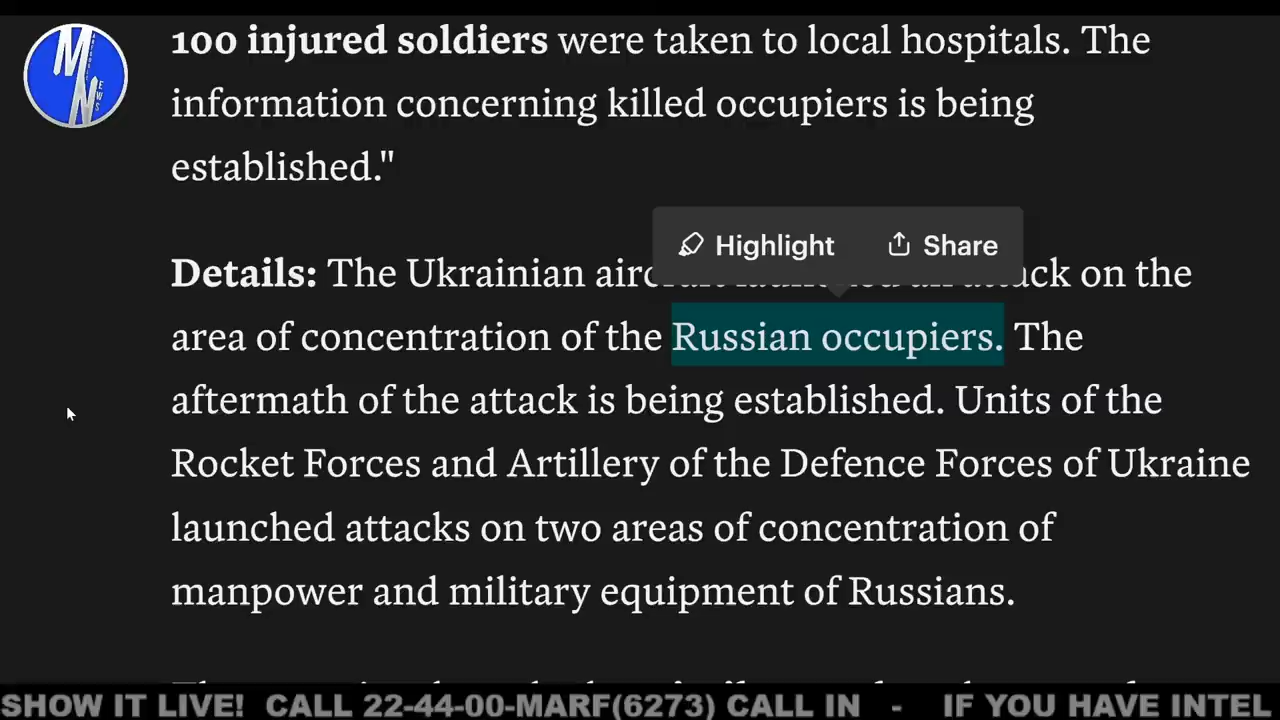 100 injured soldiers were taken to local hospitals. The
information concerning killed occupiers is being
established."
Highlight Share
Details: The Ukrainian aircraft launched an attack on the
area of concentration of the Russian occupiers. The
aftermath of the attack is being established. Units of the
Rocket Forces and Artillery of the Defence Forces of Ukraine
launched attacks on two areas of concentration of
manpower and military equipment of Russians.
SHOW IT LIVE! CALL 22-44-00-MARF(6273) CALL IN - IF YOU HAVE INTEL